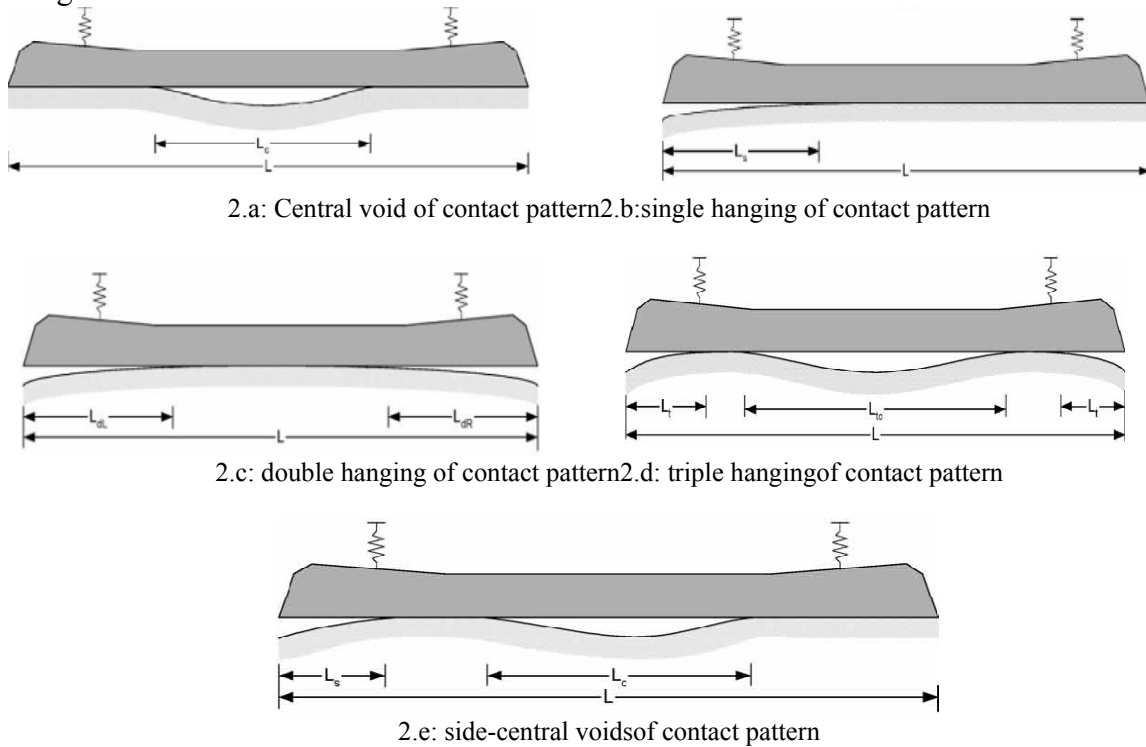 L_c
L
L_s
L
2.a: Central void of contact pattern2.b:single hanging of contact pattern
L_dL
L_dR
L
L_t
L_tc
L_t
L
2.c: double hanging of contact pattern2.d: triple hangingof contact pattern
L_s
L_c
L
2.e: side-central voidsof contact pattern